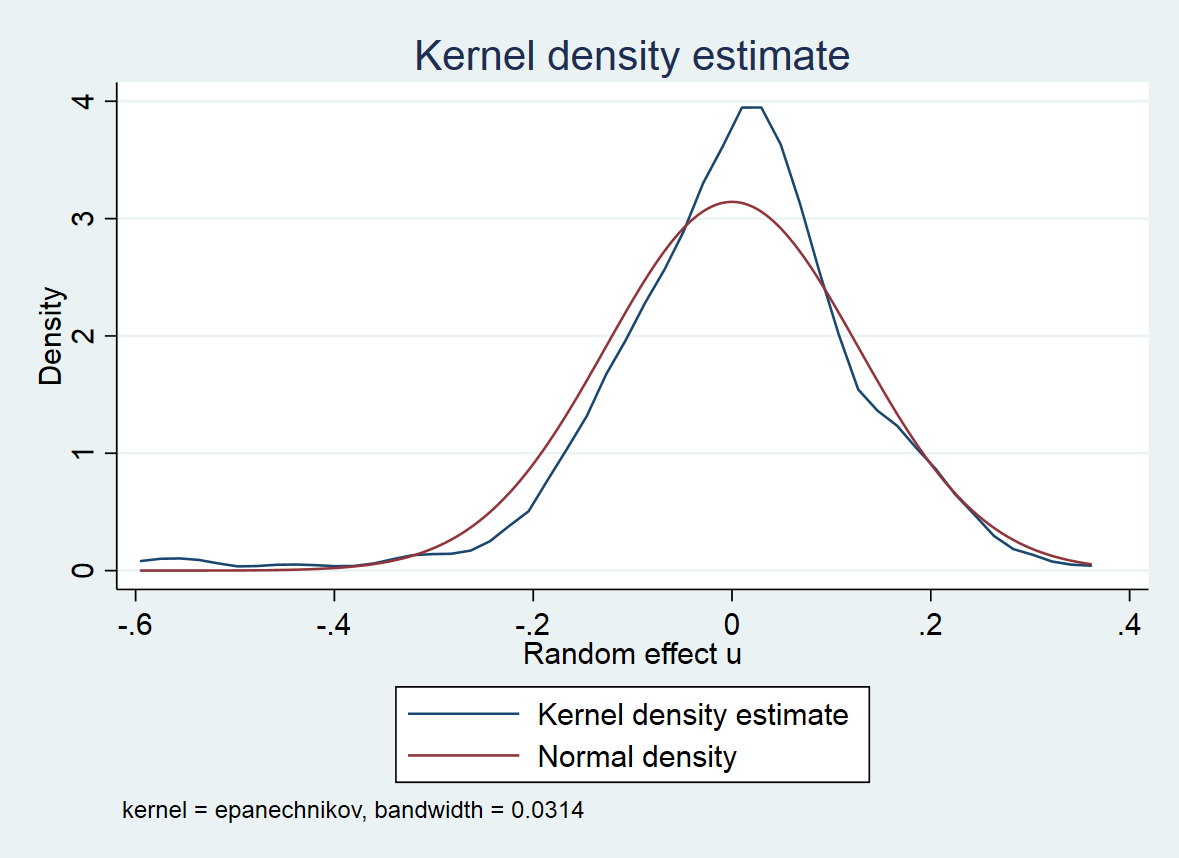 Kernel density estimate
Density
4
3
2
1
0
-.6 -.4 -.2 0 .2 .4
Random effect u
Kernel density estimate
Normal density
kernel = epanechnikov, bandwidth = 0.0314